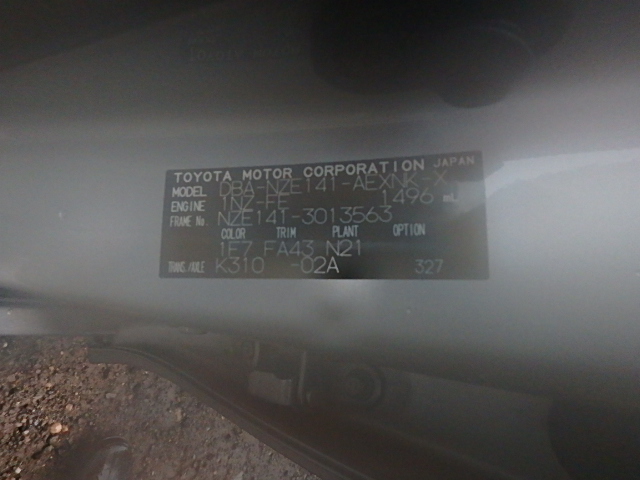 TOYOTA MOTOR CORPORATION JAPAN
MODEL DBA-NZE141-AEXNK-X
ENGINE 1NZ-FE 1496 mL
FRAME No. NZE141-3013563
COLOR TRIM PLANT OPTION
1F7 FA43 N21
TRANS./AXLE K310 -02A 327